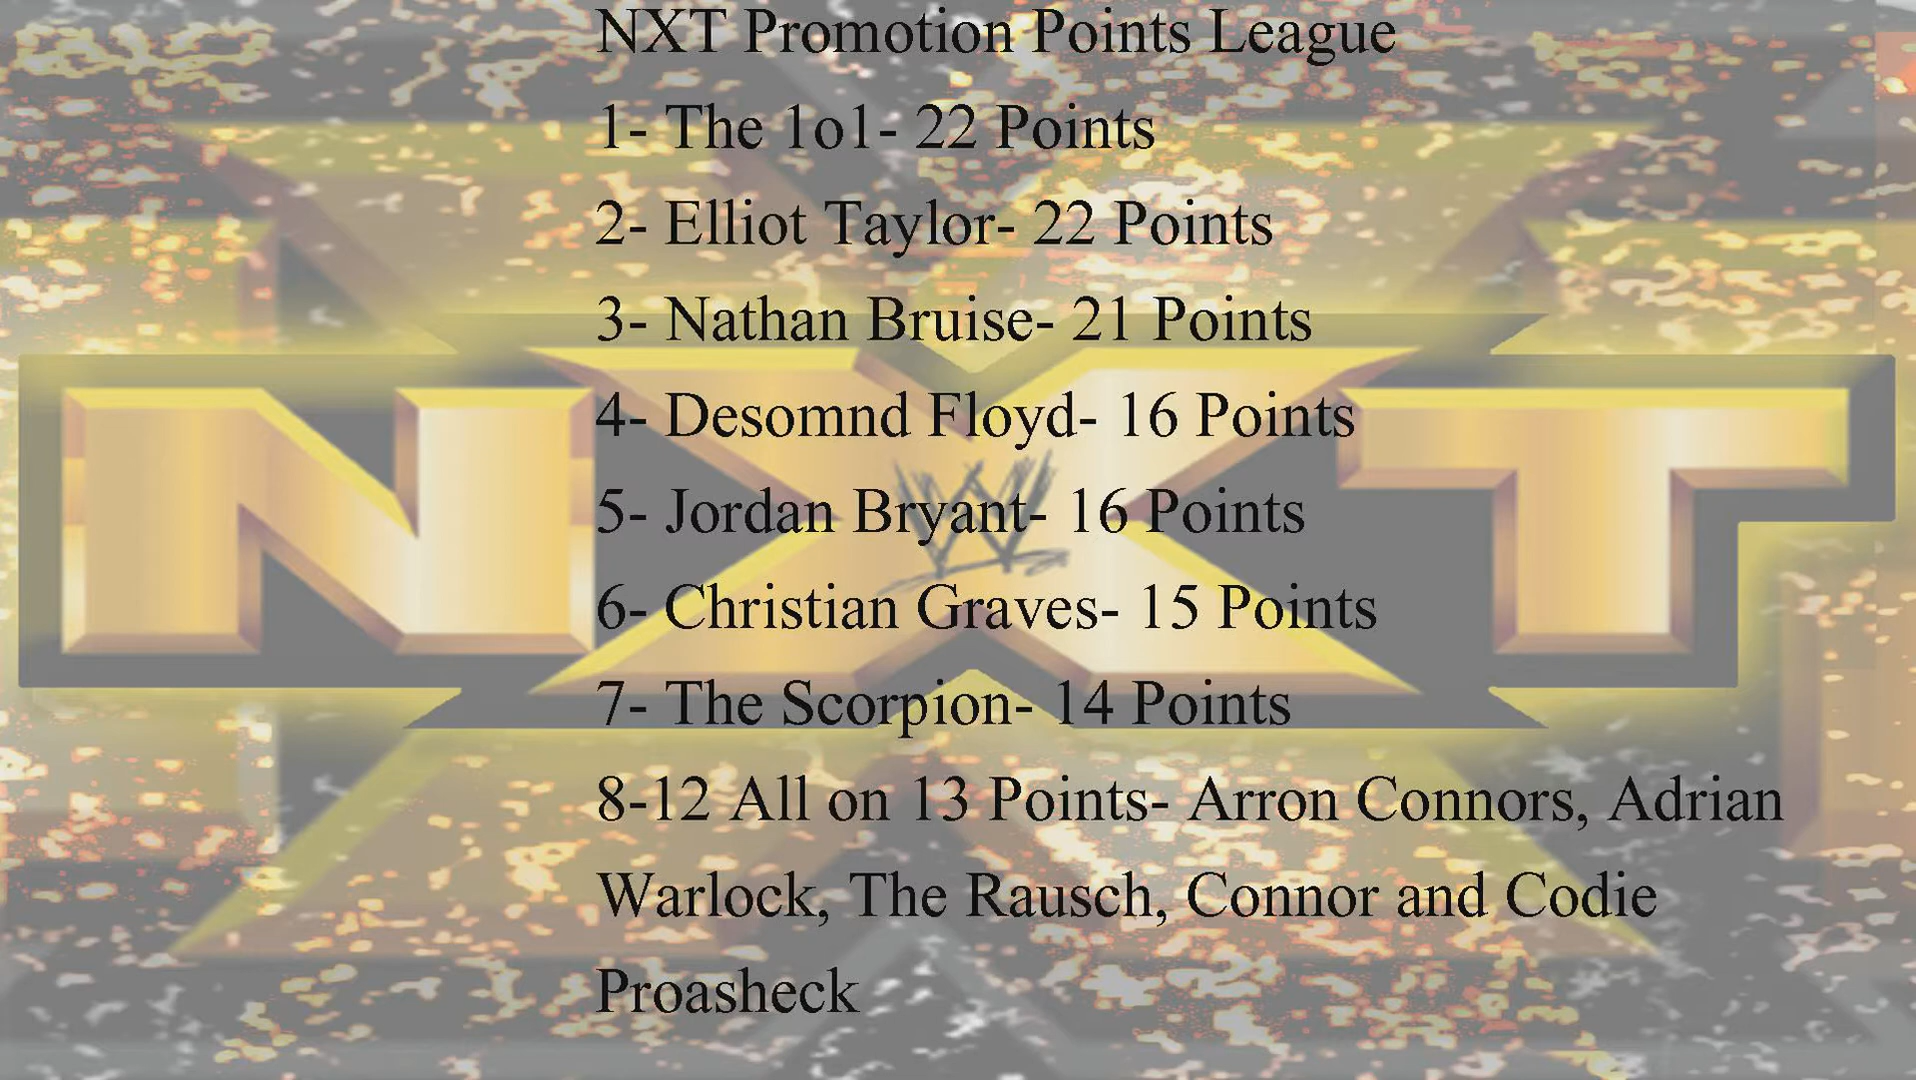 NXT Promotion Points League
1- The 1o1- 22 Points
2- Elliot Taylor- 22 Points
3- Nathan Bruise- 21 Points
4- Desomnd Floyd- 16 Points
5- Jordan Bryant- 16 Points
6- Christian Graves- 15 Points
7- The Scorpion- 14 Points
8-12 All on 13 Points- Arron Connors, Adrian
Warlock, The Rausch, Connor and Codie
Proasheck
NXT
W